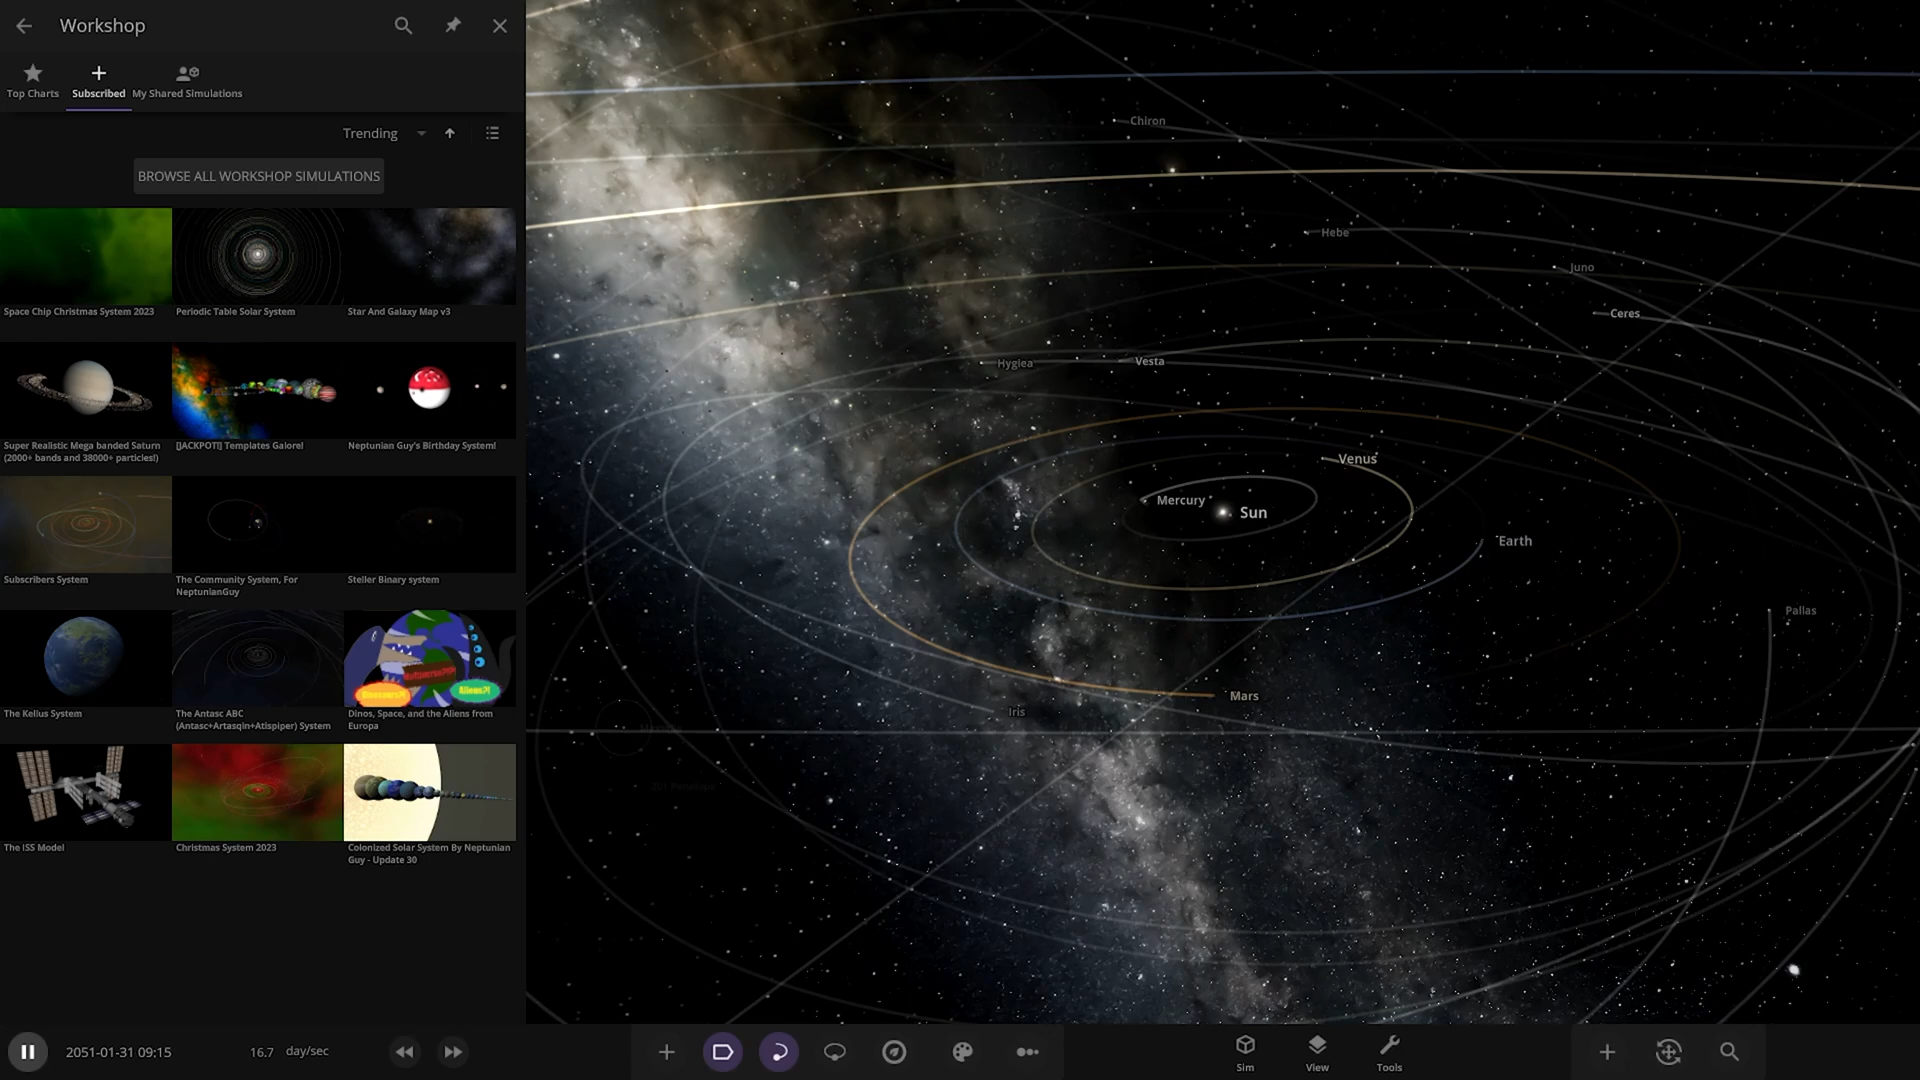 Workshop
Top Charts
Subscribed
My Shared Simulations
Trending
BROWSE ALL WORKSHOP SIMULATIONS
Space Chip Christmas System 2023
Periodic Table Solar System
Star And Galaxy Map v3
Super Realistic Mega banded Saturn
(2000+ bands and 38000+ particles!)
[JACKPOT!] Templates Galore!
Neptunian Guy's Birthday System!
Subscribers System
The Community System, For
NeptunianGuy
Steller Binary system
The Kelius System
The Antasc ABC
(Antasc+Artasqin+Atispiper) System
Dinosaurs?!
Aliens?!
Dinos, Space, and the Aliens from
Europa
The ISS Model
Christmas System 2023
Colonized Solar System By Neptunian
Guy - Update 30
Chiron
Hebe
Juno
Ceres
Hygiea
Vesta
Venus
Mercury
Sun
Earth
Pallas
Mars
Iris
2051-01-31 09:15
16.7 day/sec
Sim
View
Tools